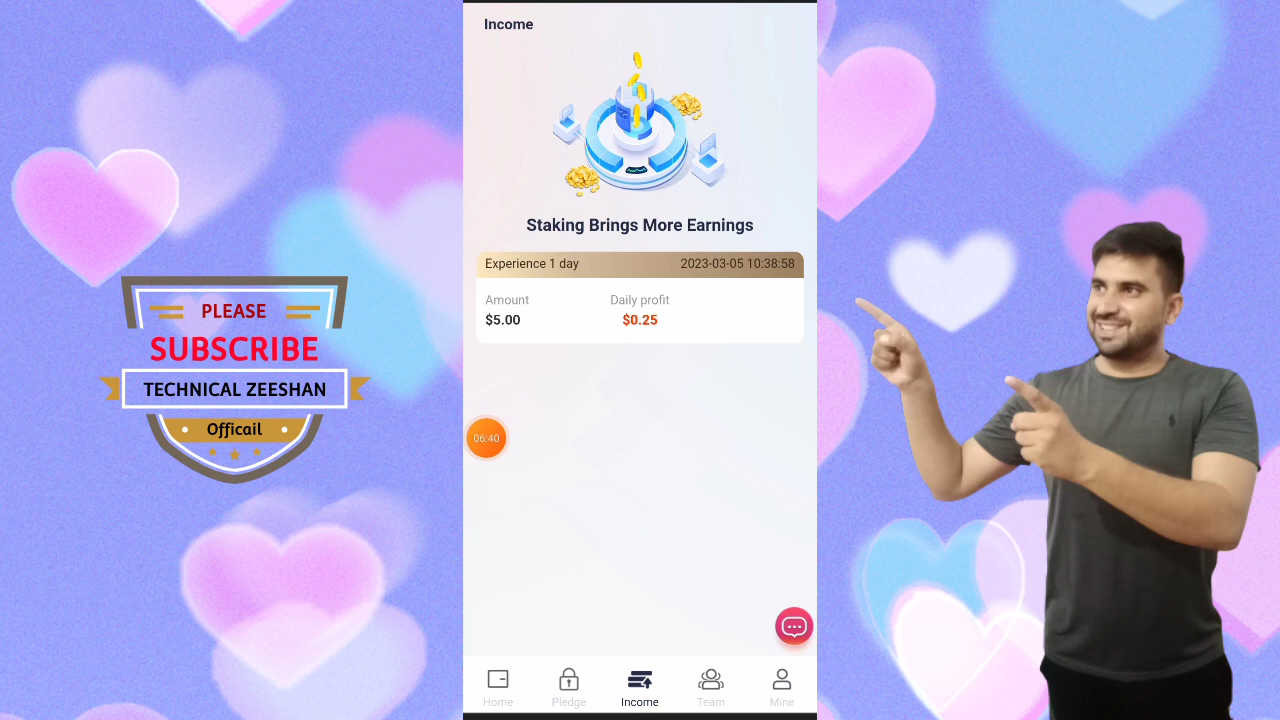 PLEASE
SUBSCRIBE
TECHNICAL ZEESHAN
Officail
Income
Staking Brings More Earnings
Experience 1 day 2023-03-05 10:38:58
Amount Daily profit
$5.00 $0.25
06:40
Home Pledge Income Team Mine